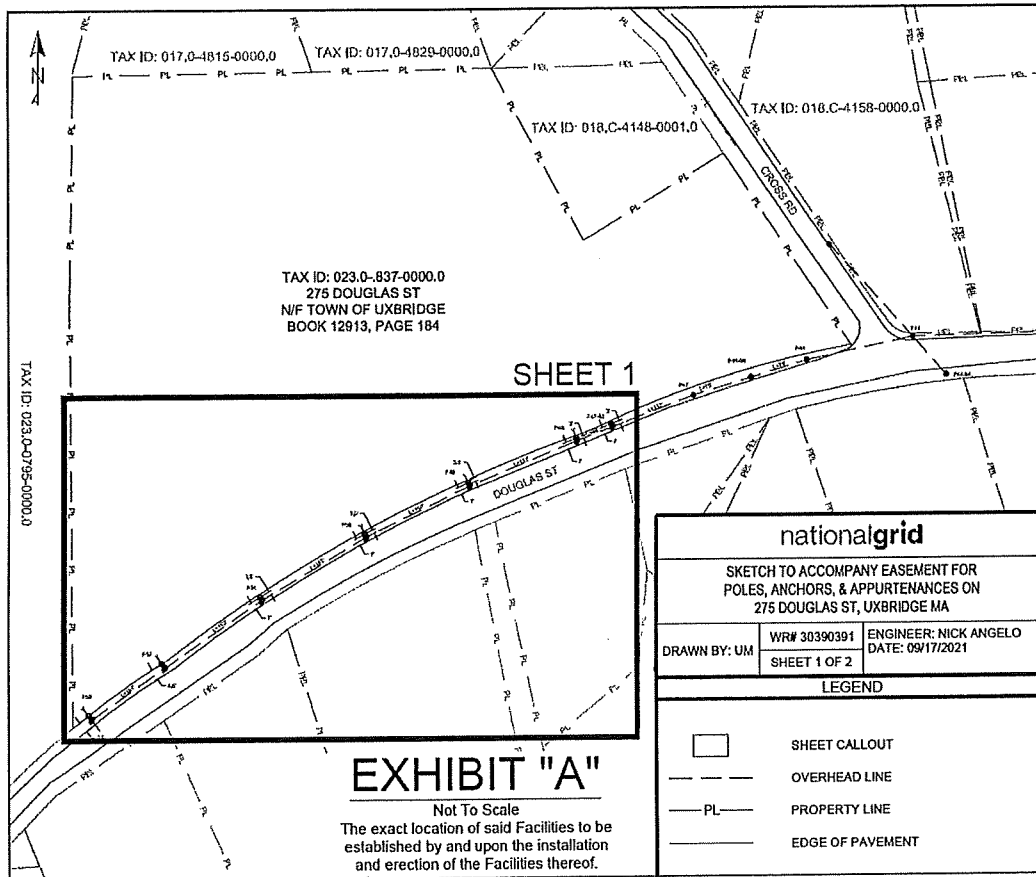 TAX ID: 017.0-4815-0000.0
TAX ID: 017.0-4829-0000.0
TAX ID: 018.C-4148-0001.0
TAX ID: 018.C-4158-0000.0
CROSS RD
TAX ID: 023.0-.837-0000.0
275 DOUGLAS ST
N/F TOWN OF UXBRIDGE
BOOK 12913, PAGE 184
TAX ID: 023.0-0795-0000.0
SHEET 1
DOUGLAS ST
PL
N
EXHIBIT "A"
Not To Scale
The exact location of said Facilities to be
established by and upon the installation
and erection of the Facilities thereof.
nationalgrid
SKETCH TO ACCOMPANY EASEMENT FOR
POLES, ANCHORS, & APPURTENANCES ON
275 DOUGLAS ST, UXBRIDGE MA
DRAWN BY: UM
WR# 30390391
SHEET 1 OF 2
ENGINEER: NICK ANGELO
DATE: 09/17/2021
LEGEND
SHEET CALLOUT
OVERHEAD LINE
PL
PROPERTY LINE
EDGE OF PAVEMENT